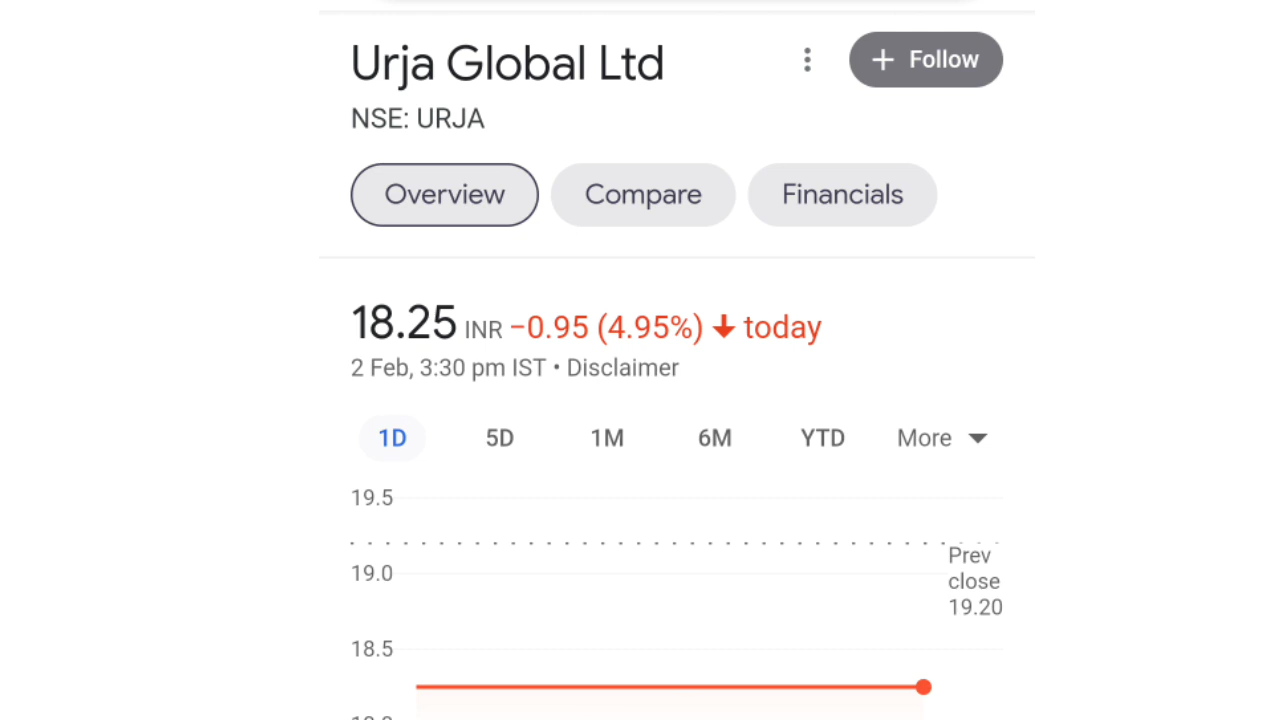 Urja Global Ltd
+ Follow
NSE: URJA
Overview Compare Financials
18.25 INR −0.95 (4.95%) ↓ today
2 Feb, 3:30 pm IST • Disclaimer
1D 5D 1M 6M YTD More
19.5
Prev
close
19.20
19.0
18.5